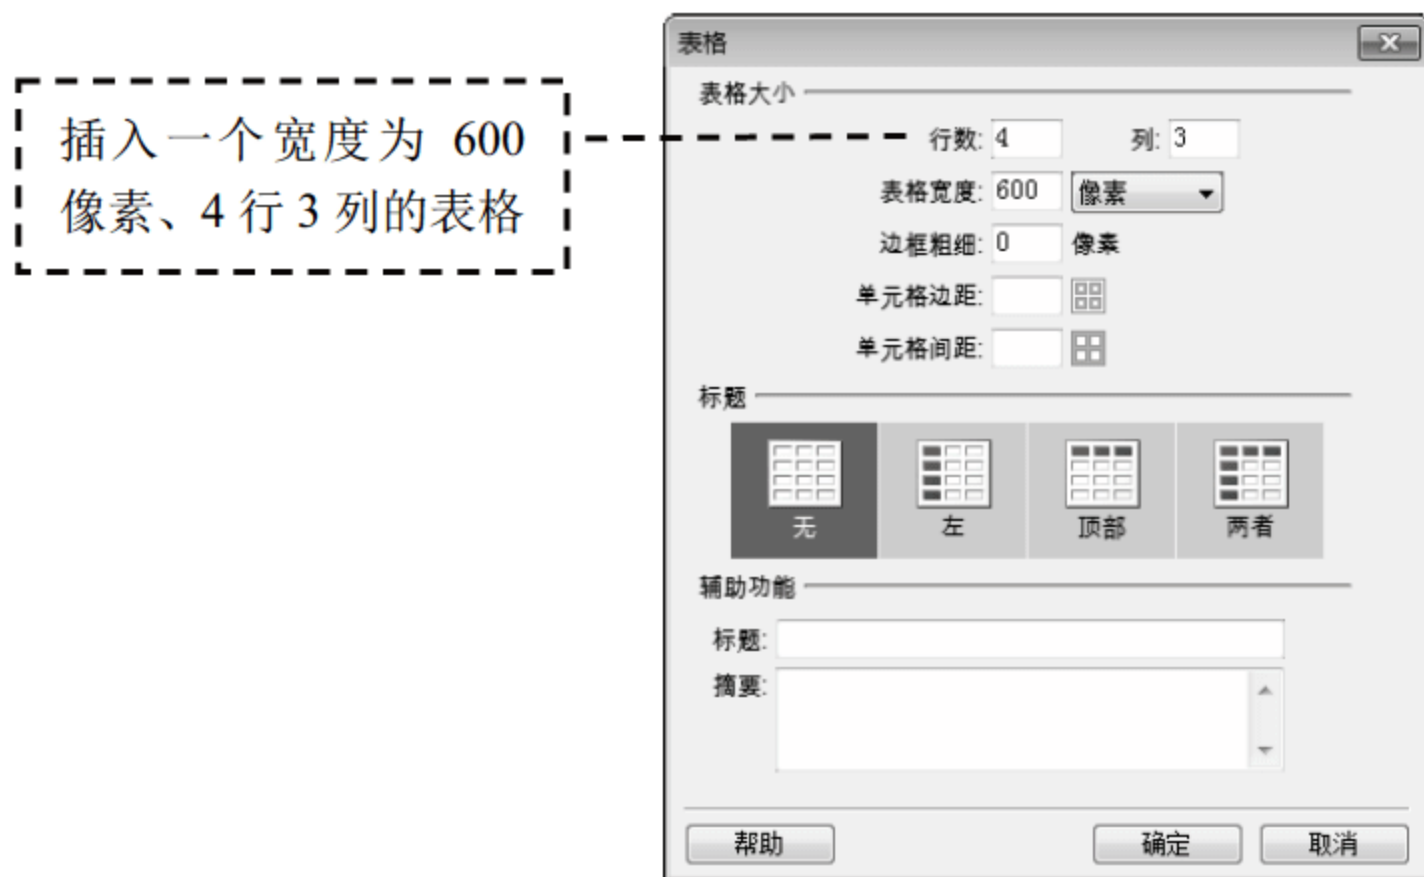 表格
表格大小
插入一个宽度为 600
像素、4 行 3 列的表格
行数: 4 列: 3
表格宽度: 600 像素
边框粗细: 0 像素
单元格边距:
单元格间距:
标题
无 左 顶部 两者
辅助功能
标题:
摘要:
帮助 确定 取消